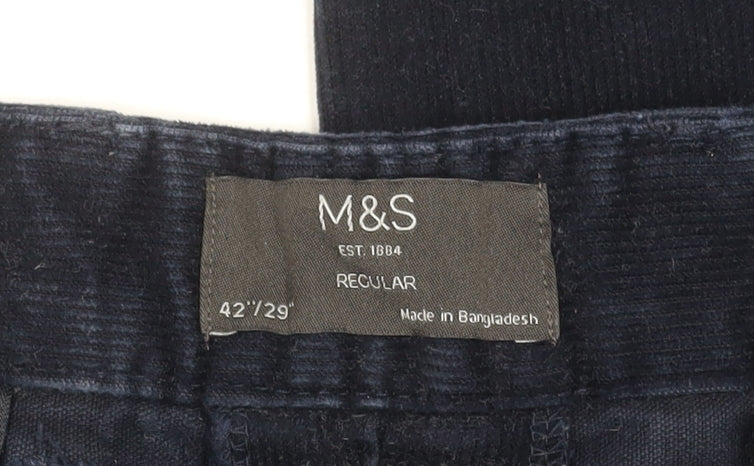 M&S
EST. 1884
REGULAR
42"/29"
Made in Bangladesh